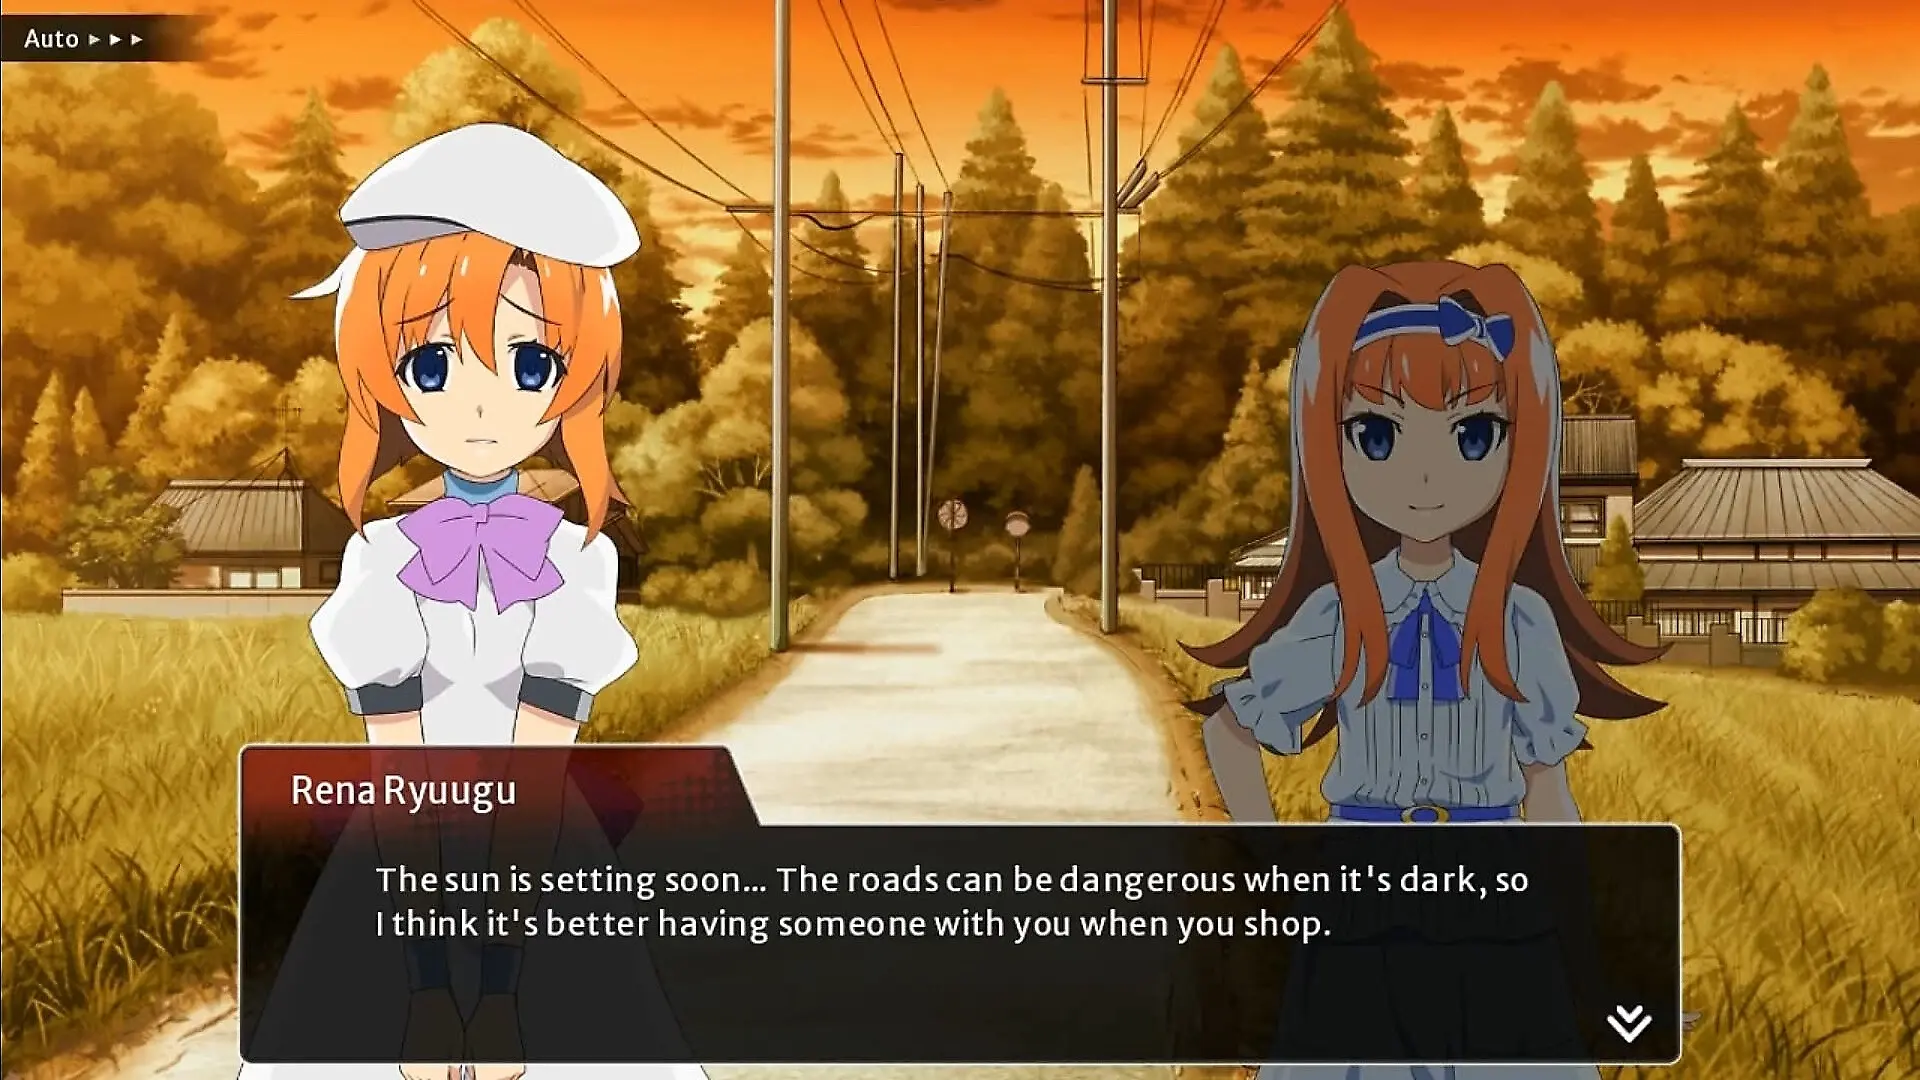 Auto
Rena Ryuugu
The sun is setting soon... The roads can be dangerous when it's dark, so
I think it's better having someone with you when you shop.